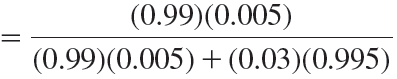 = (0.99)(0.005)
(0.99)(0.005) + (0.03)(0.995)